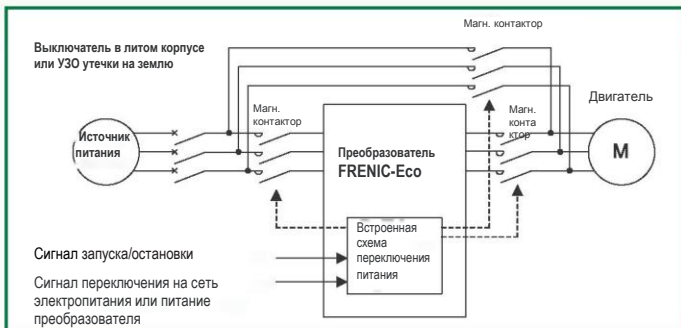 Магн. контактор
Выключатель в литом корпусе
или УЗО утечки на землю
Двигатель
Магн.
контактор
Магн.
конта
ктор
Источник
питания
Преобразователь
FRENIC-Eco
M
Встроенная
схема
переключения
питания
Сигнал запуска/остановки
Сигнал переключения на сеть
электропитания или питание
преобразователя